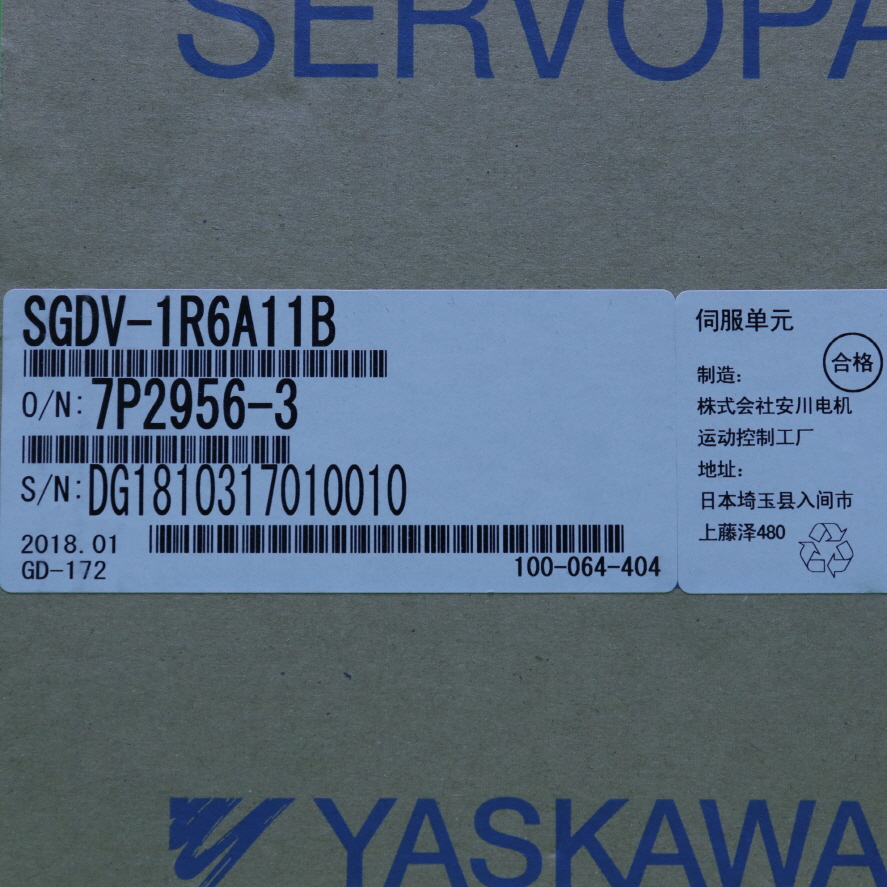 SERVOPA
SGDV-1R6A11B
O/N: 7P2956-3
S/N: DG1810317010010
2018.01
GD-172
100-064-404
伺服单元
合格
制造:
株式会社安川电机
运动控制工厂
地址:
日本埼玉县入间市
上藤泽480
YASKAWA